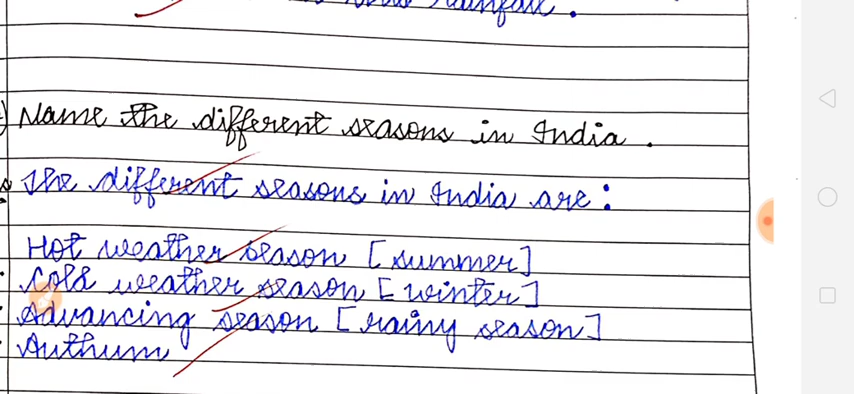 rainfall.
Name the different seasons in India.
The different seasons in India are:
Hot weather season [summer]
Cold weather season [winter]
Advancing season [rainy season]
Authum